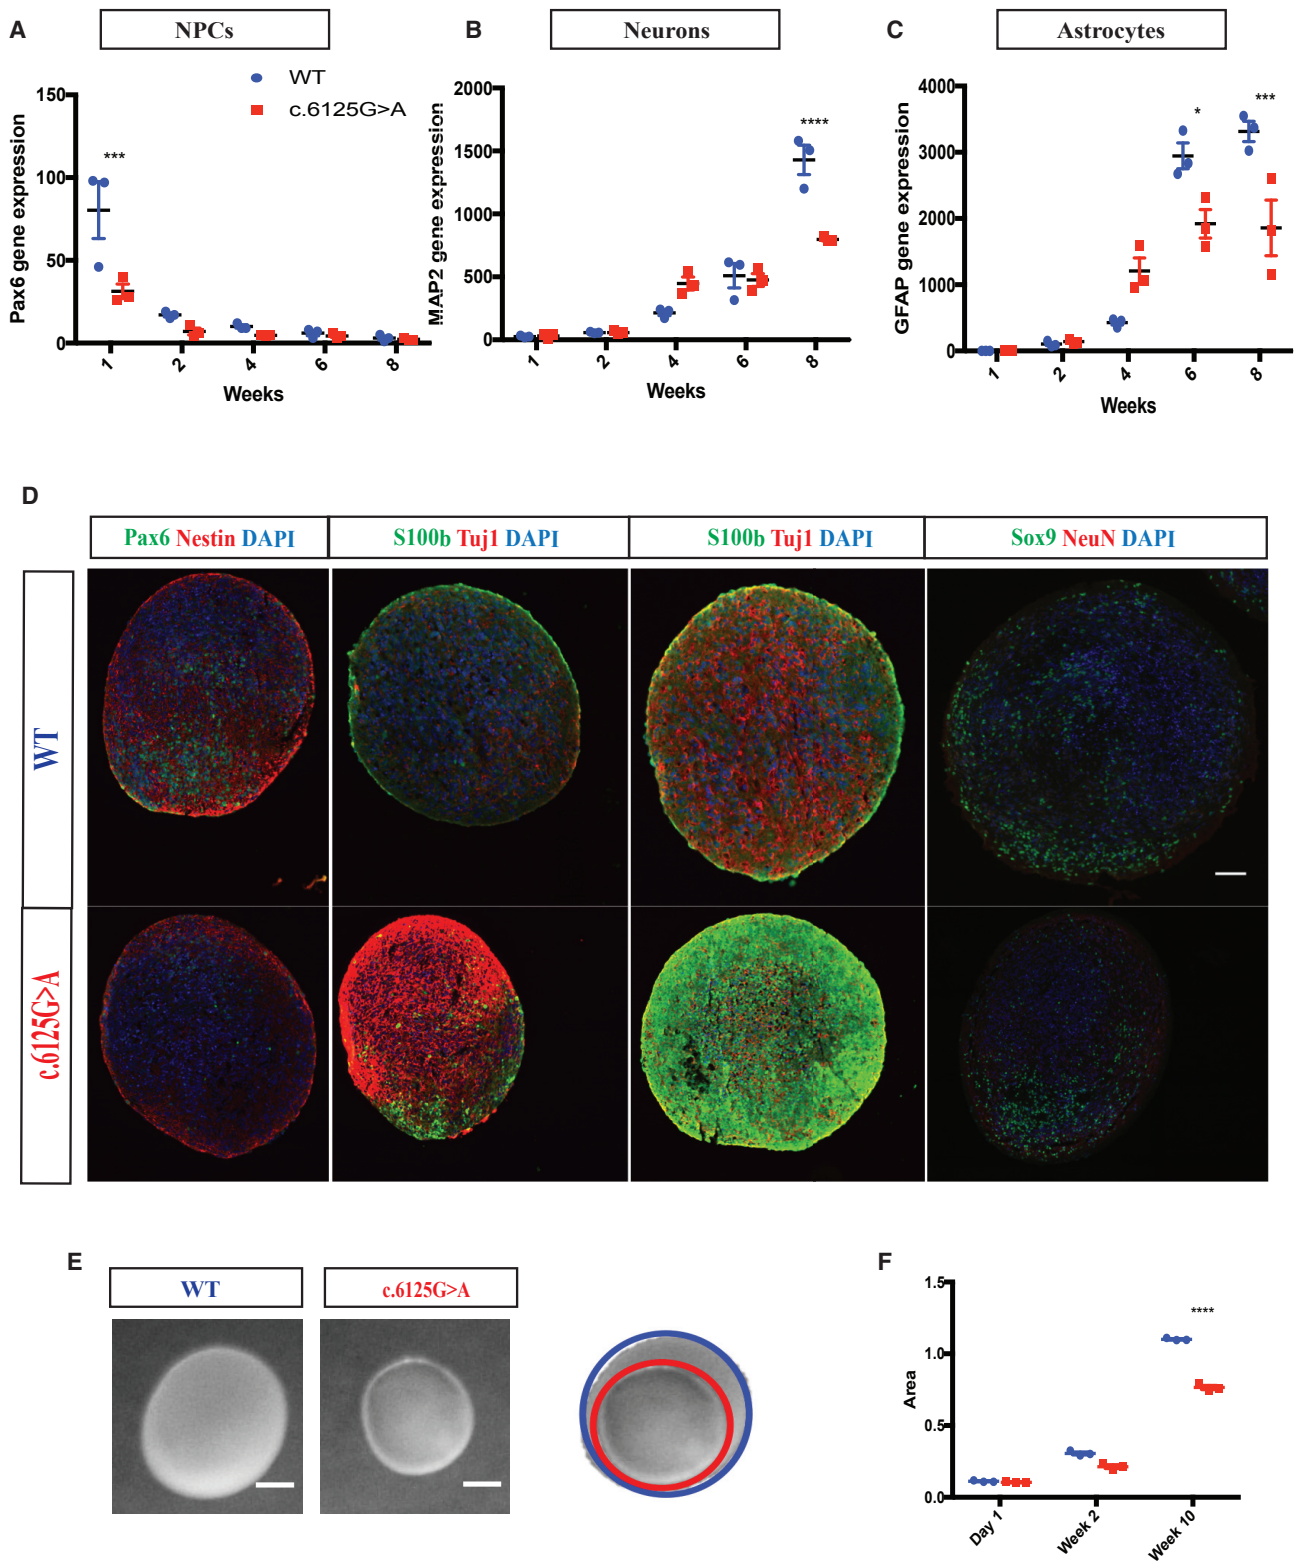 A
NPCs
WT
c.6125G>A
Pax6 gene expression
150
100
50
0
***
1
2
4
6
8
Weeks
B
Neurons
MAP2 gene expression
2000
1500
1000
500
0
****
1
2
4
6
8
Weeks
C
Astrocytes
GFAP gene expression
4000
3000
2000
1000
0
*
***
1
2
4
6
8
Weeks
D
Pax6 Nestin DAPI
S100b Tuj1 DAPI
S100b Tuj1 DAPI
Sox9 NeuN DAPI
WT
c.6125G>A
E
WT
c.6125G>A
F
Area
1.5
1.0
0.5
0.0
****
Day 1
Week 2
Week 10